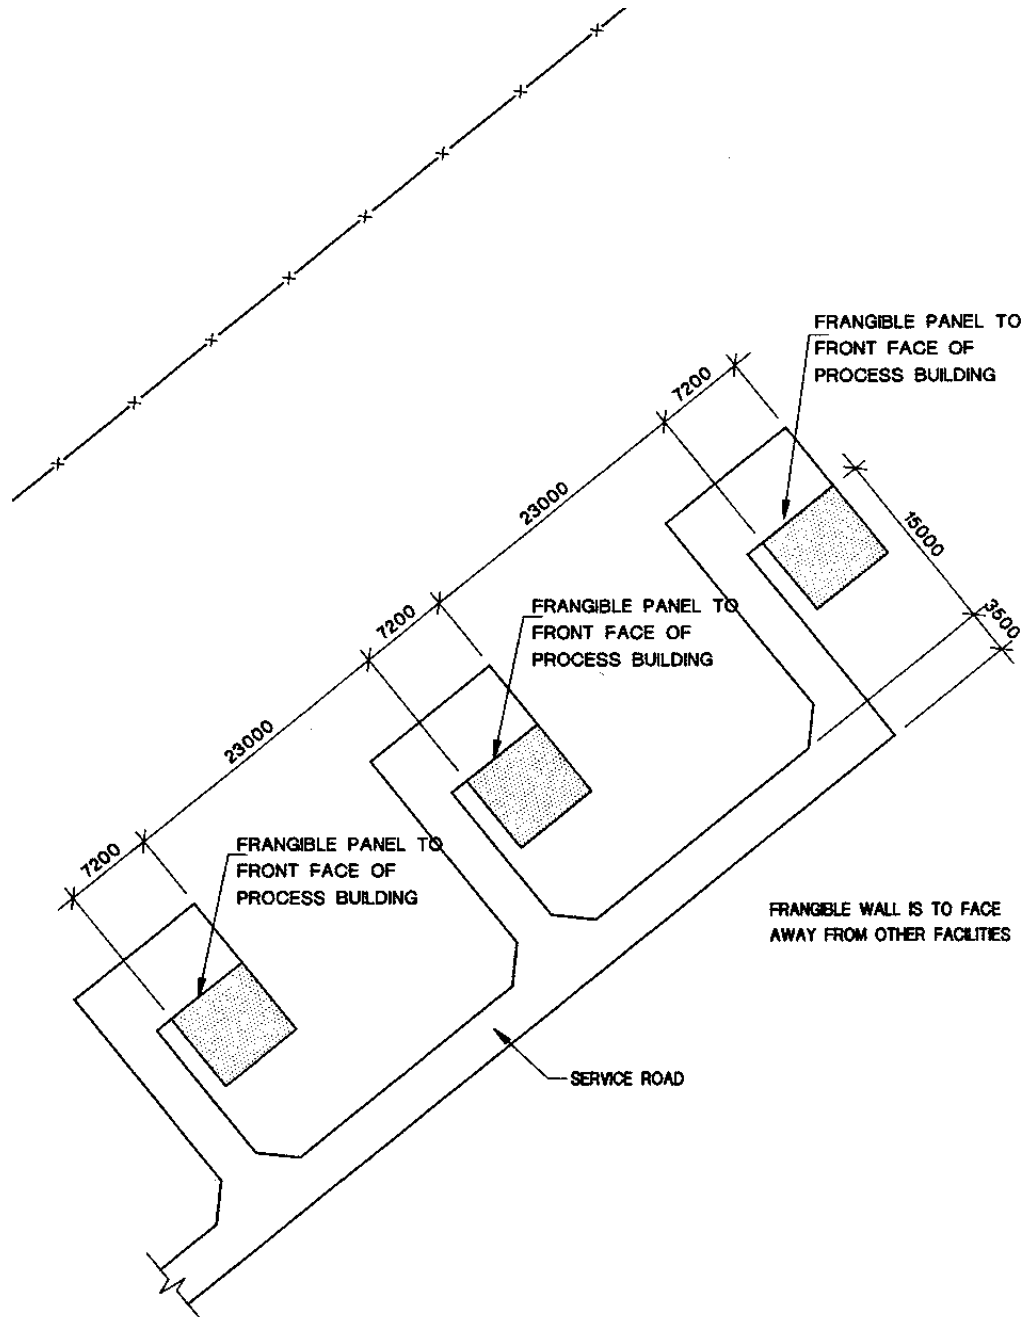 FRANGIBLE PANEL TO
FRONT FACE OF
PROCESS BUILDING
7200
23000
15000
3500
FRANGIBLE PANEL TO
FRONT FACE OF
PROCESS BUILDING
7200
23000
FRANGIBLE PANEL TO
FRONT FACE OF
PROCESS BUILDING
7200
FRANGIBLE WALL IS TO FACE
AWAY FROM OTHER FACILITIES
SERVICE ROAD